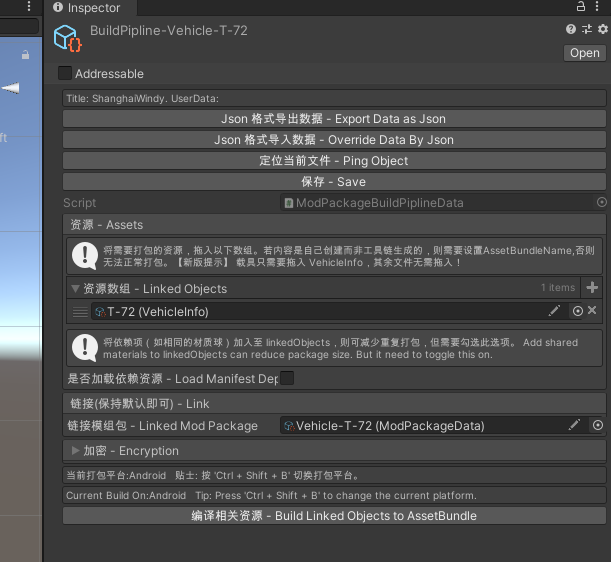 Inspector
BuildPipline-Vehicle-T-72
Open
Addressable
Title: ShanghaiWindy. UserData:
Json 格式导出数据 - Export Data as Json
Json 格式导入数据 - Override Data By Json
定位当前文件 - Ping Object
保存 - Save
Script
ModPackageBuildPiplineData
资源 - Assets
将需要打包的资源，拖入以下数组。若内容是自己创建而非工具链生成的，则需要设置AssetBundleName,否则
无法正常打包。【新版提示】 载具只需要拖入 VehicleInfo，其余文件无需拖入！
资源数组 - Linked Objects
1 items
T-72 (VehicleInfo)
将依赖项（如相同的材质球）加入至 linkedObjects，则可减少重复打包，但需要勾选此选项。 Add shared
materials to linkedObjects can reduce package size. But it need to toggle this on.
是否加载依赖资源 - Load Manifest Dep
链接(保持默认即可) - Link
链接模组包 - Linked Mod Package
Vehicle-T-72 (ModPackageData)
加密 - Encryption
当前打包平台:Android 贴士: 按 'Ctrl + Shift + B' 切换打包平台。
Current Build On:Android Tip: Press 'Ctrl + Shift + B' to change the current platform.
编译相关资源 - Build Linked Objects to AssetBundle
ft